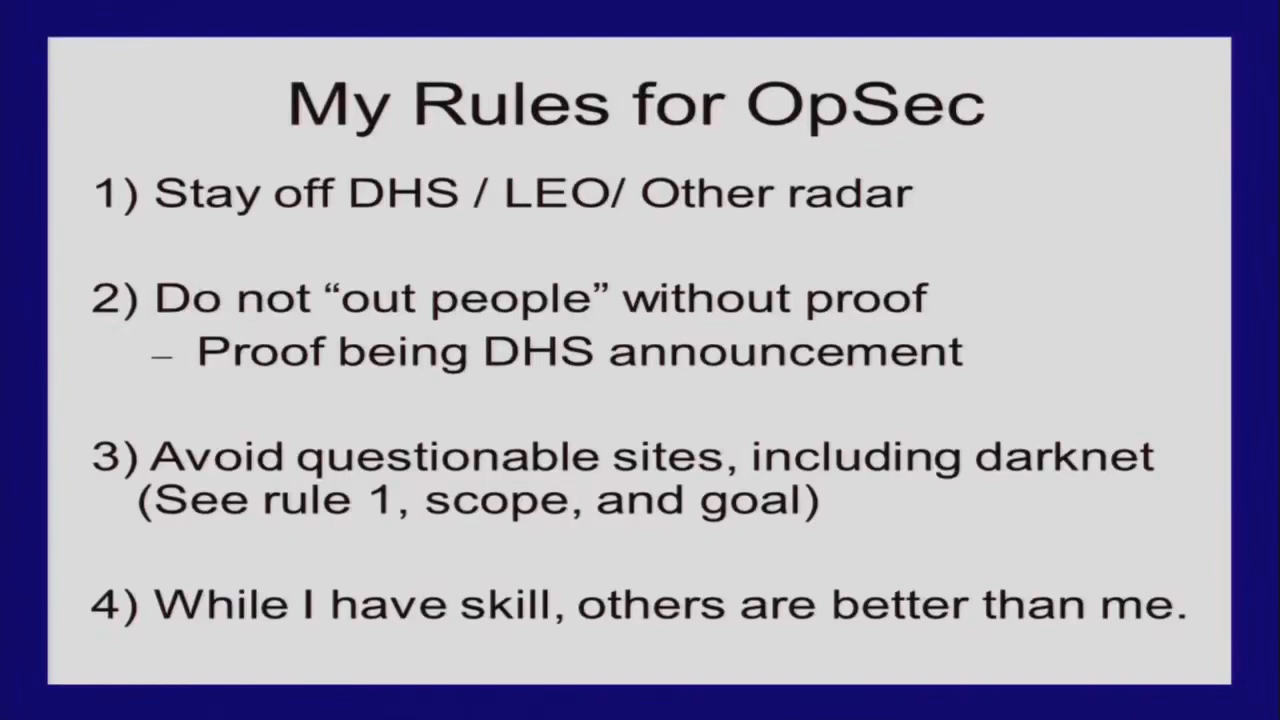 My Rules for OpSec
1) Stay off DHS / LEO/ Other radar
2) Do not “out people” without proof
– Proof being DHS announcement
3) Avoid questionable sites, including darknet
(See rule 1, scope, and goal)
4) While I have skill, others are better than me.